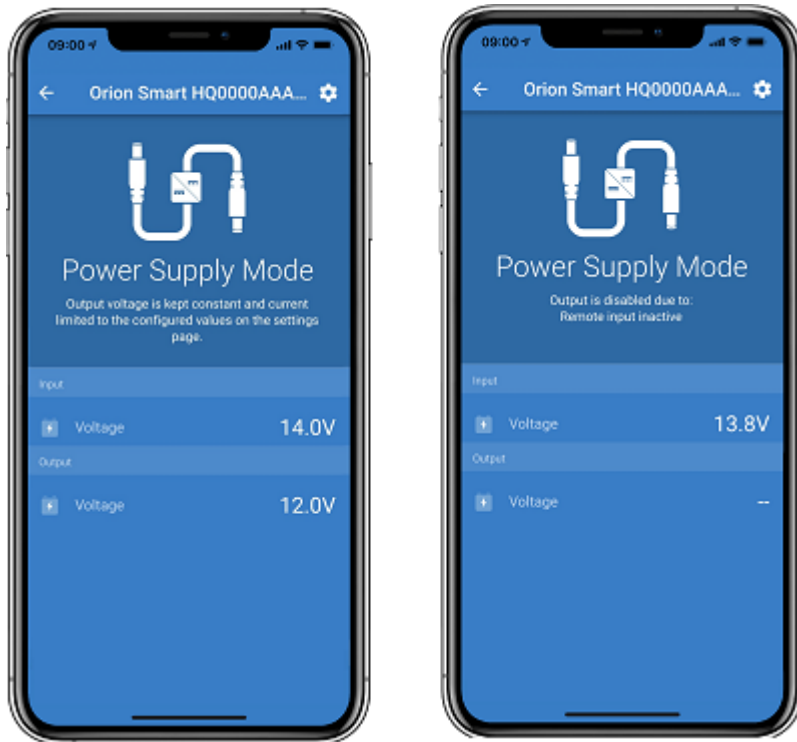 09:00
Orion Smart HQ0000AAA...
Power Supply Mode
Output voltage is kept constant and current
limited to the configured values on the settings
page.
Input
Voltage 14.0V
Output
Voltage 12.0V
09:00
Orion Smart HQ0000AAA...
Power Supply Mode
Output is disabled due to:
Remote input inactive
Input
Voltage 13.8V
Output
Voltage --